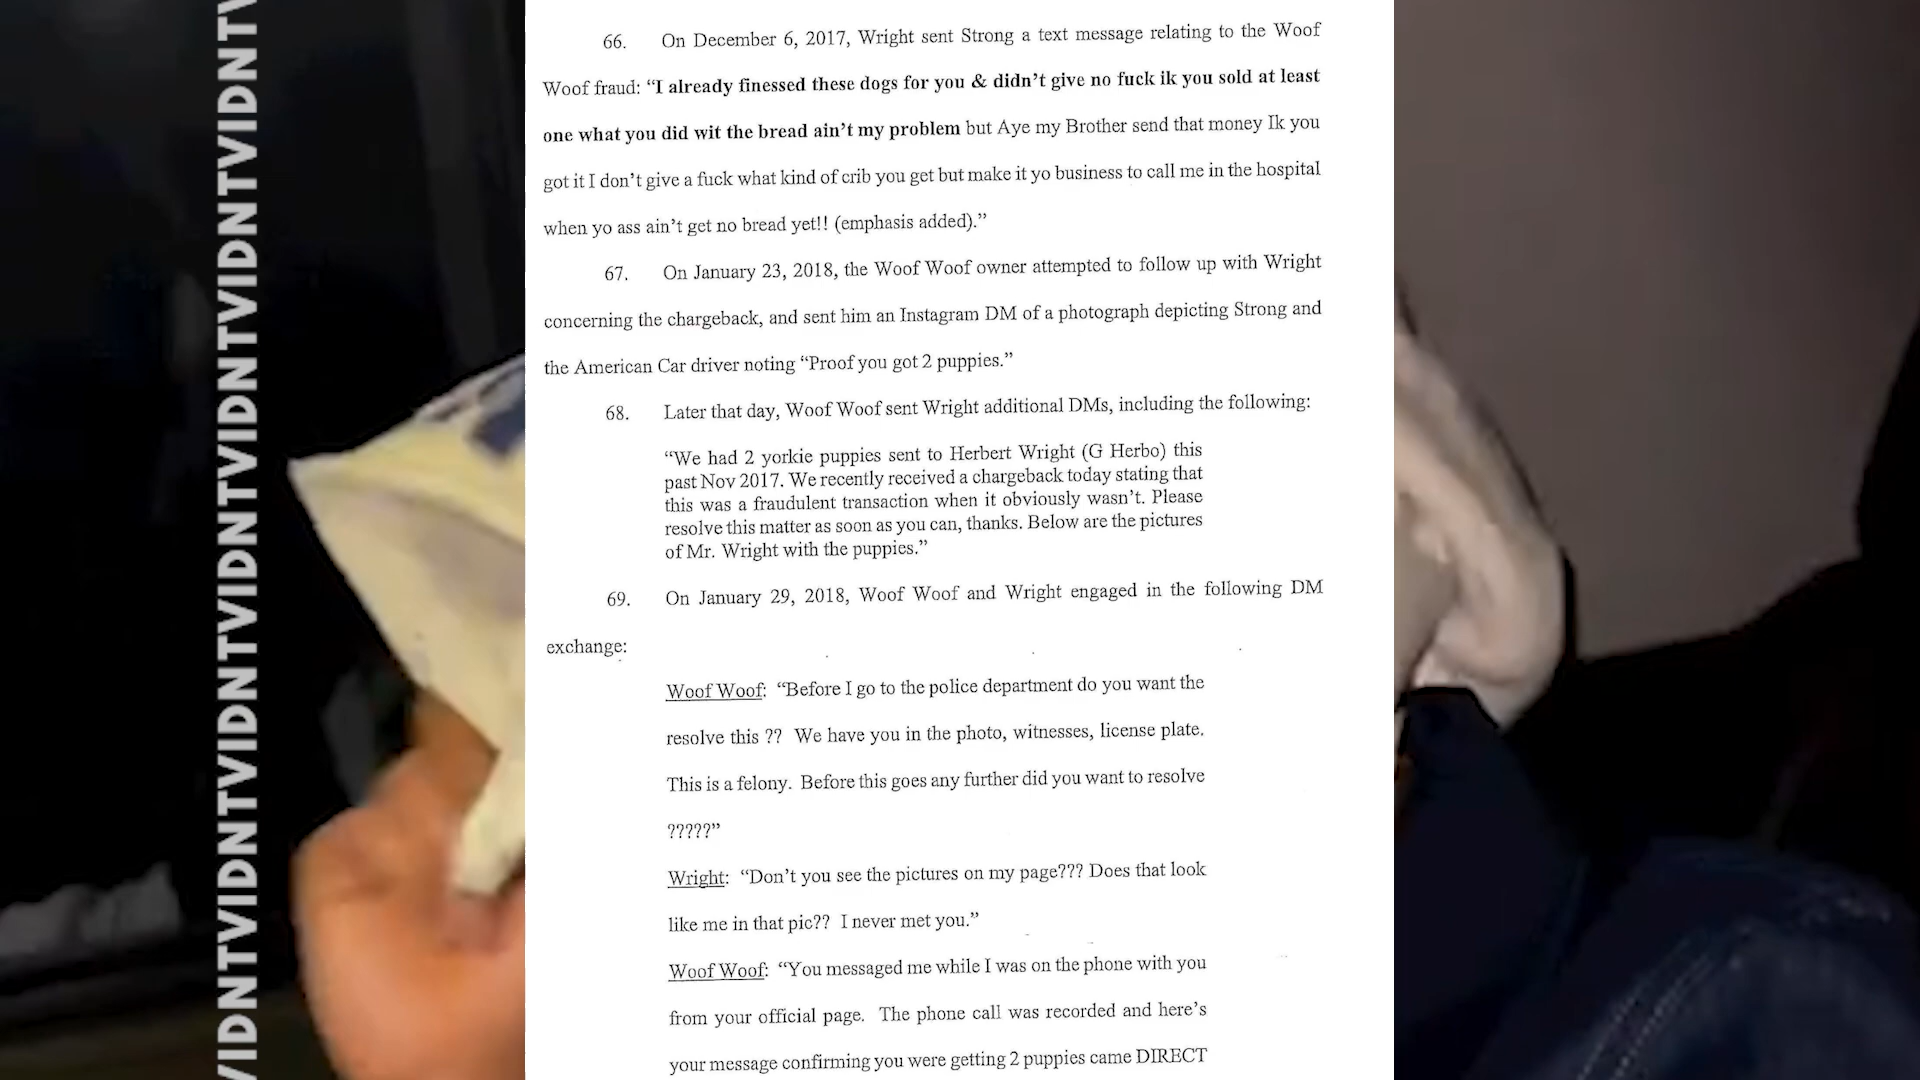 VIDNTVIDNTVIDNTVIDNTVIDNTVIDNTVIDNTV
66. On December 6, 2017, Wright sent Strong a text message relating to the Woof
Woof fraud: “I already finessed these dogs for you & didn’t give no fuck ik you sold at least
one what you did wit the bread ain’t my problem but Aye my Brother send that money Ik you
got it I don’t give a fuck what kind of crib you get but make it yo business to call me in the hospital
when yo ass ain’t get no bread yet!! (emphasis added).”
67. On January 23, 2018, the Woof Woof owner attempted to follow up with Wright
concerning the chargeback, and sent him an Instagram DM of a photograph depicting Strong and
the American Car driver noting “Proof you got 2 puppies.”
68. Later that day, Woof Woof sent Wright additional DMs, including the following:
“We had 2 yorkie puppies sent to Herbert Wright (G Herbo) this
past Nov 2017. We recently received a chargeback today stating that
this was a fraudulent transaction when it obviously wasn’t. Please
resolve this matter as soon as you can, thanks. Below are the pictures
of Mr. Wright with the puppies.”
69. On January 29, 2018, Woof Woof and Wright engaged in the following DM
exchange:
Woof Woof: “Before I go to the police department do you want the
resolve this ?? We have you in the photo, witnesses, license plate.
This is a felony. Before this goes any further did you want to resolve
?????”
Wright: “Don’t you see the pictures on my page??? Does that look
like me in that pic?? I never met you.”
Woof Woof: “You messaged me while I was on the phone with you
from your official page. The phone call was recorded and here’s
your message confirming you were getting 2 puppies came DIRECT